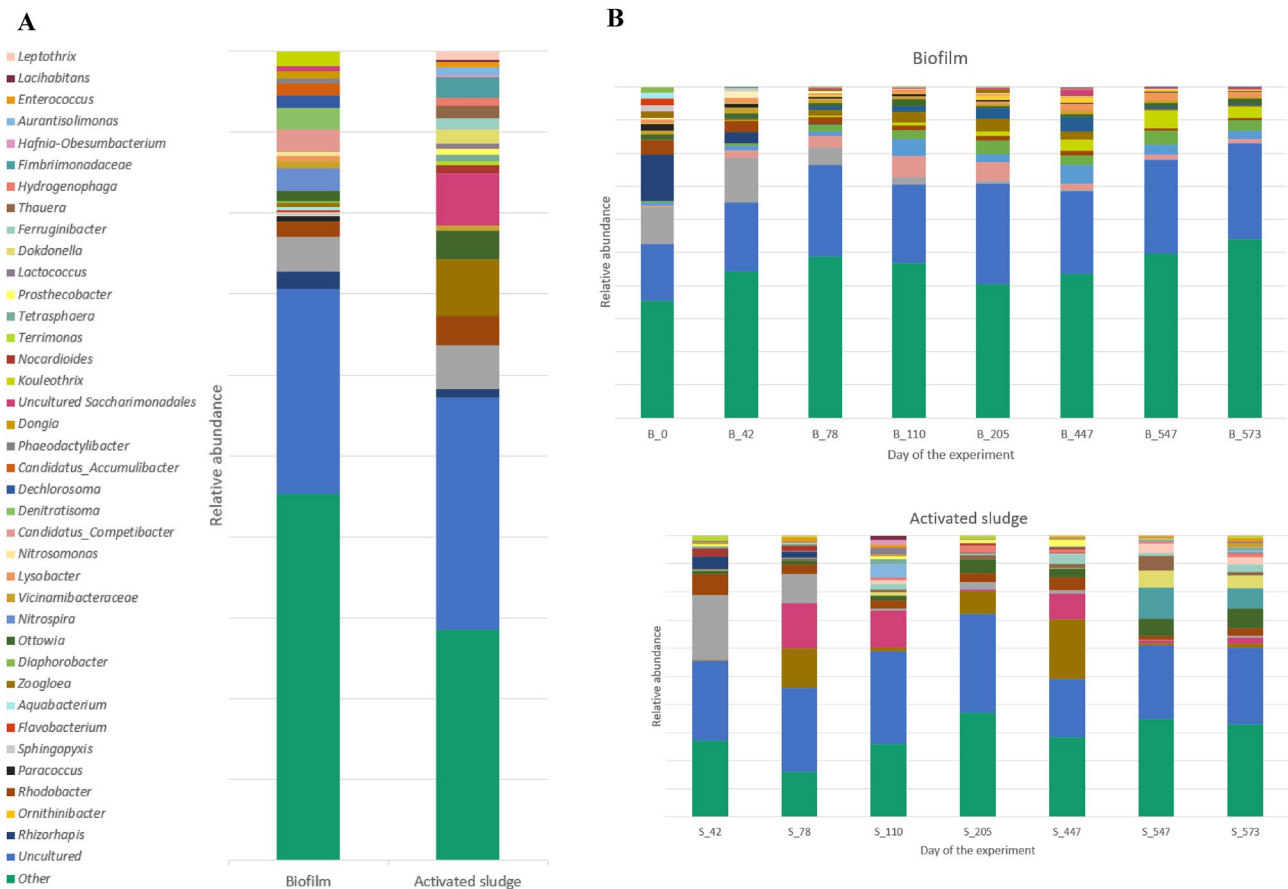 A
Leptothrix
Lacihabitans
Enterococcus
Aurantisolimonas
Hafnia-Obesumbacterium
Fimbriimonadaceae
Hydrogenophaga
Thauera
Ferruginibacter
Dokdonella
Lactococcus
Prosthecobacter
Tetrasphaera
Terrimonas
Nocardioides
Kouleothrix
Uncultured Saccharimonadales
Dongia
Phaeodactylibacter
Candidatus_Accumulibacter
Dechlorosoma
Denitratisoma
Candidatus_Competibacter
Nitrosomonas
Lysobacter
Vicinamibacteraceae
Nitrospira
Ottowia
Diaphorobacter
Zoogloea
Aquabacterium
Flavobacterium
Sphingopyxis
Paracoccus
Rhodobacter
Ornithinibacter
Rhizorhapis
Uncultured
Other
Relative abundance
Biofilm Activated sludge
B
Biofilm
Relative abundance
B_0 B_42 B_78 B_110 B_205 B_447 B_547 B_573
Day of the experiment
Activated sludge
Relative abundance
S_42 S_78 S_110 S_205 S_447 S_547 S_573
Day of the experiment